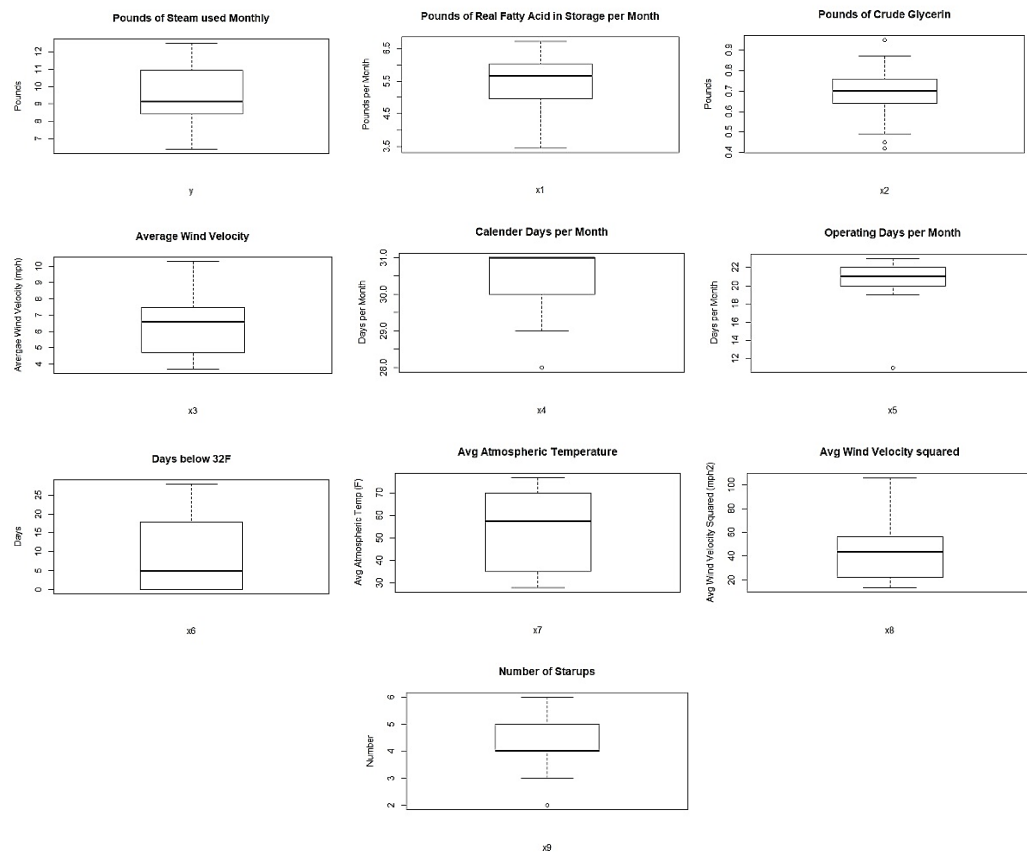 Pounds of Steam used Monthly
Pounds
7
8
9
10
11
12
y
Pounds of Real Fatty Acid in Storage per Month
Pounds per Month
3.5
4.5
5.5
6.5
x1
Pounds of Crude Glycerin
Pounds
0.4
0.5
0.6
0.7
0.8
0.9
x2
Average Wind Velocity
Avergae Wind Velocity (mph)
4
5
6
7
8
9
10
x3
Calender Days per Month
Days per Month
28.0
29.0
30.0
31.0
x4
Operating Days per Month
Days per Month
12
14
16
18
20
22
x5
Days below 32F
Days
0
5
10
15
20
25
x6
Avg Atmospheric Temperature
Avg Atmospheric Temp (F)
30
40
50
60
70
x7
Avg Wind Velocity squared
Avg Wind Velocity Squared (mph2)
20
40
60
80
100
x8
Number of Starups
Number
2
3
4
5
6
x9